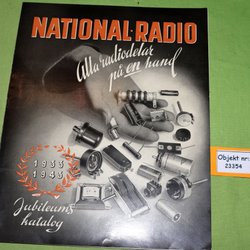 NATIONAL-RADIO
Alla radiodelar
på en hand
1933
1943
Jubileums
katalog
Objekt nr:
23354